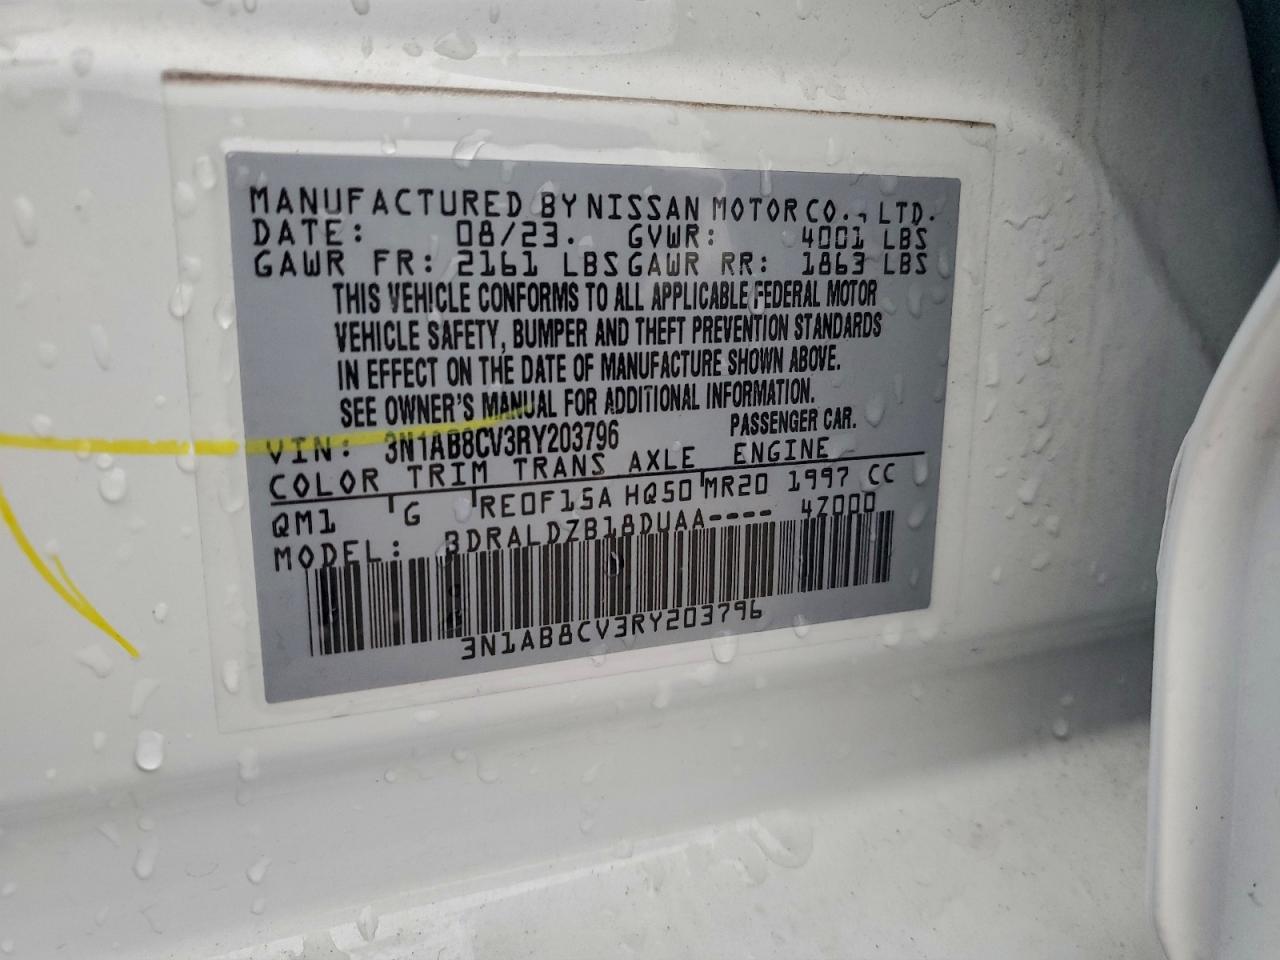 MANUFACTURED BY NISSAN MOTOR CO., LTD.
DATE: 08/23. GVWR: 4001 LBS
GAWR FR: 2161 LBS GAWR RR: 1863 LBS
THIS VEHICLE CONFORMS TO ALL APPLICABLE FEDERAL MOTOR
VEHICLE SAFETY, BUMPER AND THEFT PREVENTION STANDARDS
IN EFFECT ON THE DATE OF MANUFACTURE SHOWN ABOVE.
SEE OWNER'S MANUAL FOR ADDITIONAL INFORMATION.
VIN: 3N1AB8CV3RY203796 PASSENGER CAR.
COLOR TRIM TRANS AXLE ENGINE
QM1 G RE0F15A HQ50 MR20 1997 CC
MODEL: BDRALDZB18DUAA---- 4Z000
3N1AB8CV3RY203796